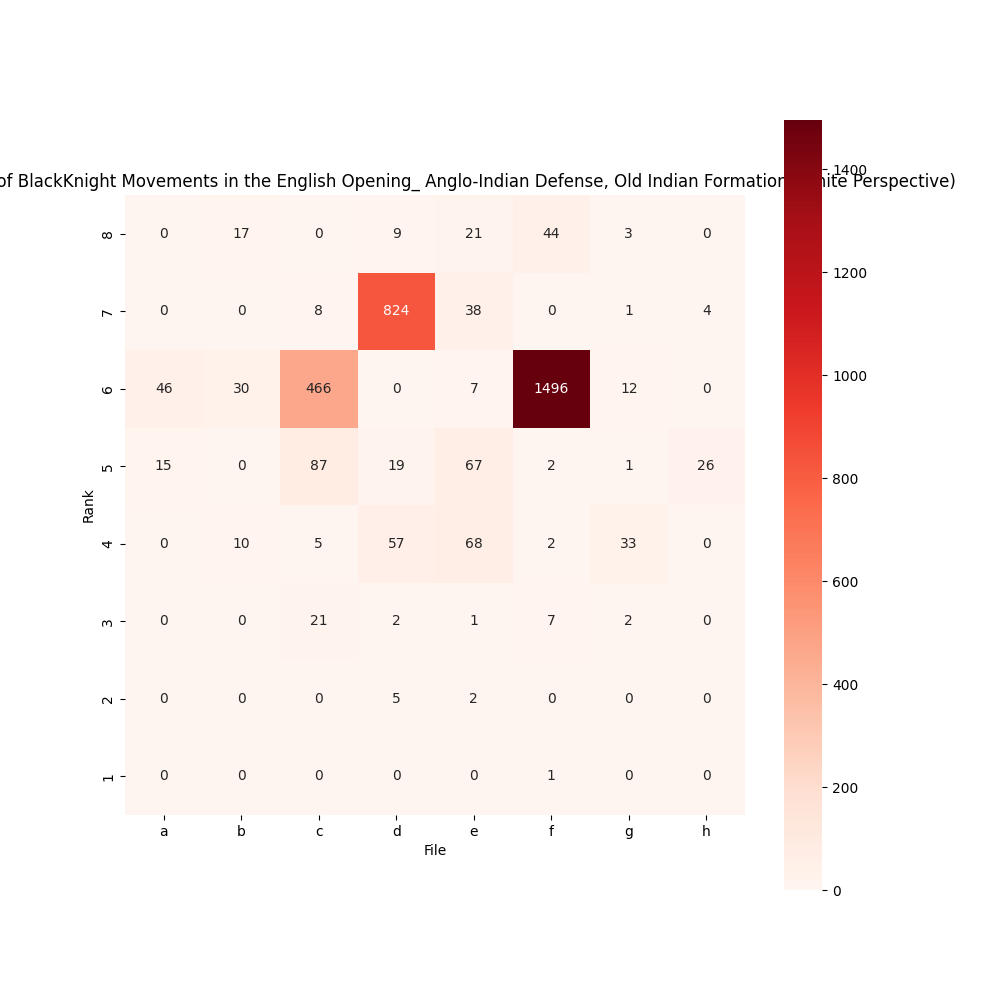 of BlackKnight Movements in the English Opening_ Anglo-Indian Defense, Old Indian Formation Perspective)
1400
8 0 17 0 9 21 44 3 0
1200
7 0 0 8 824 38 0 1 4
1000
6 46 30 466 0 7 1496 12 0
800
5 15 0 87 19 67 2 1 26
Rank
600
4 0 10 5 57 68 2 33 0
400
3 0 0 21 2 1 7 2 0
2 0 0 0 5 2 0 0 0
200
1 0 0 0 0 0 1 0 0
a b c d e f g h
File
0